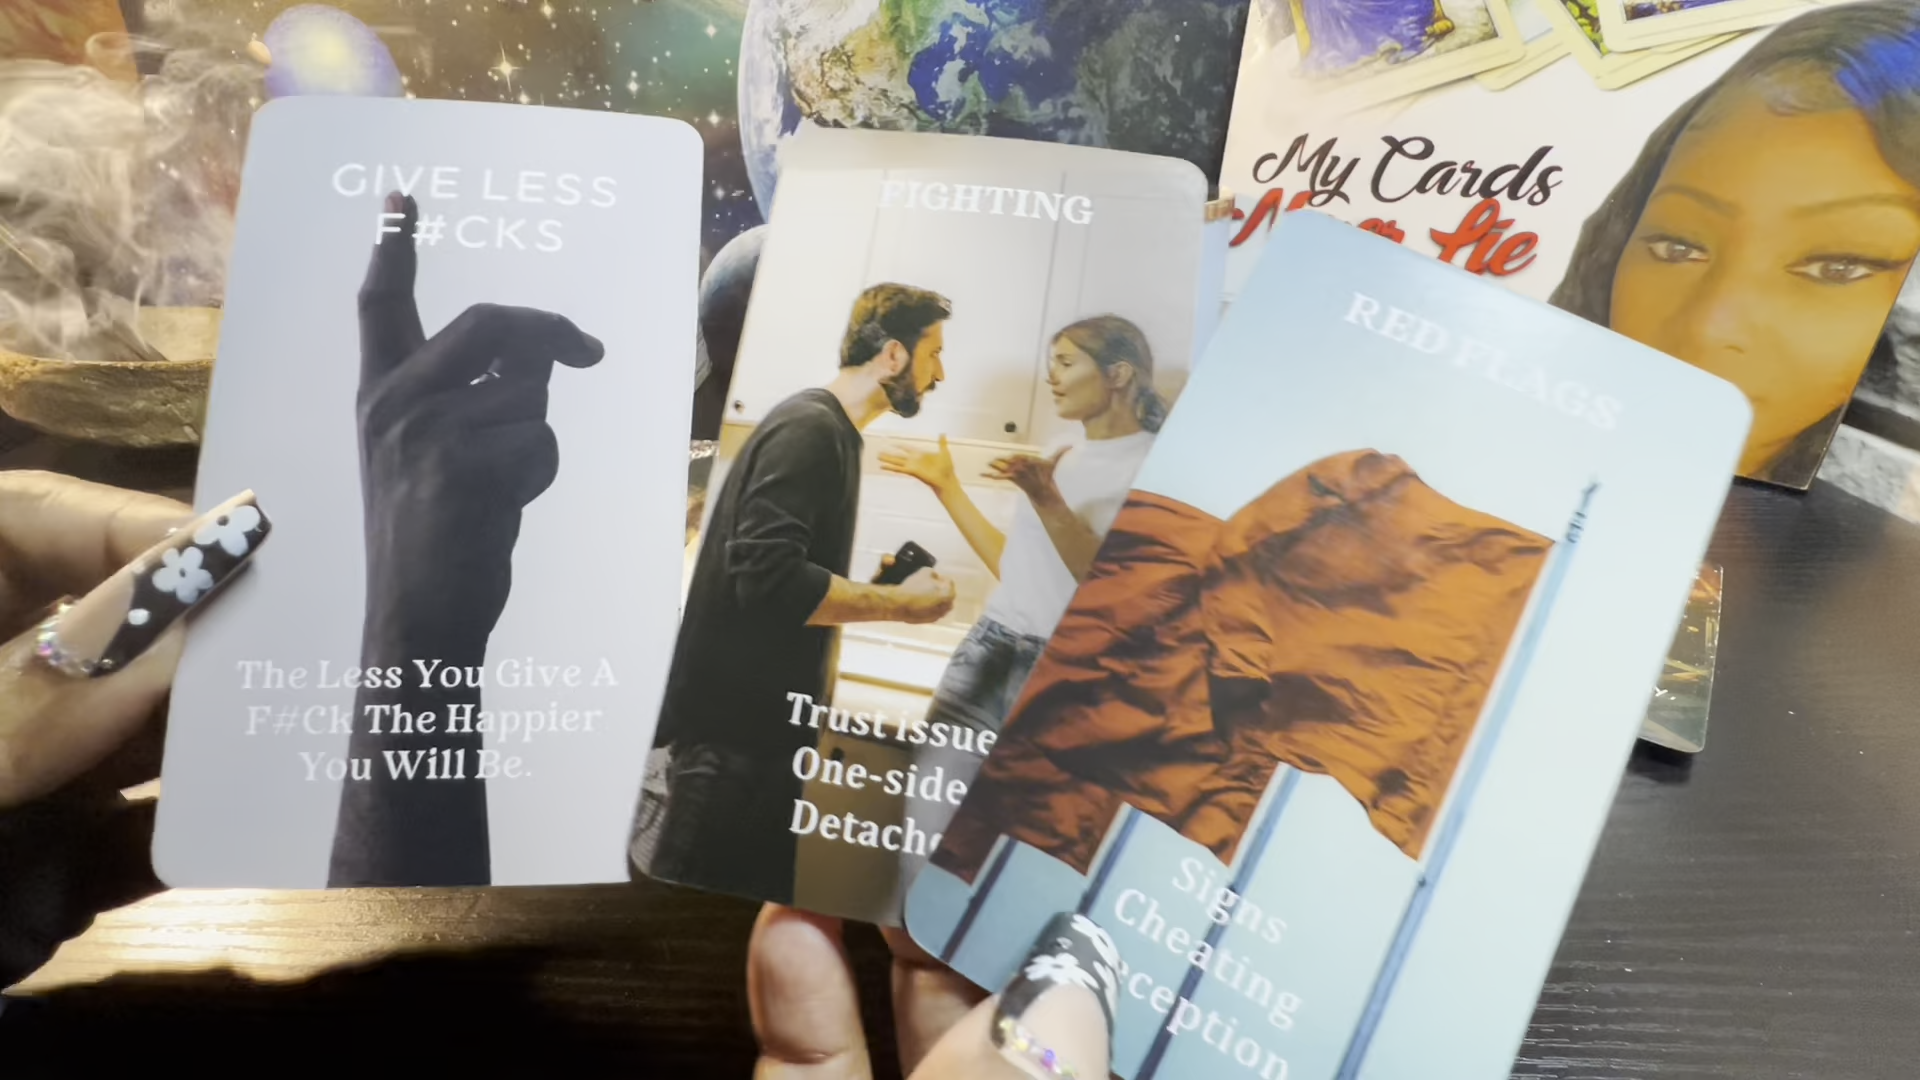 GIVE LESS
F#CKS
The Less You Give A
F#Ck The Happier
You Will Be.
FIGHTING
Trust issue
One-side
Detach
RED FLAGS
Signs
Cheating
eception
My Cards
lie